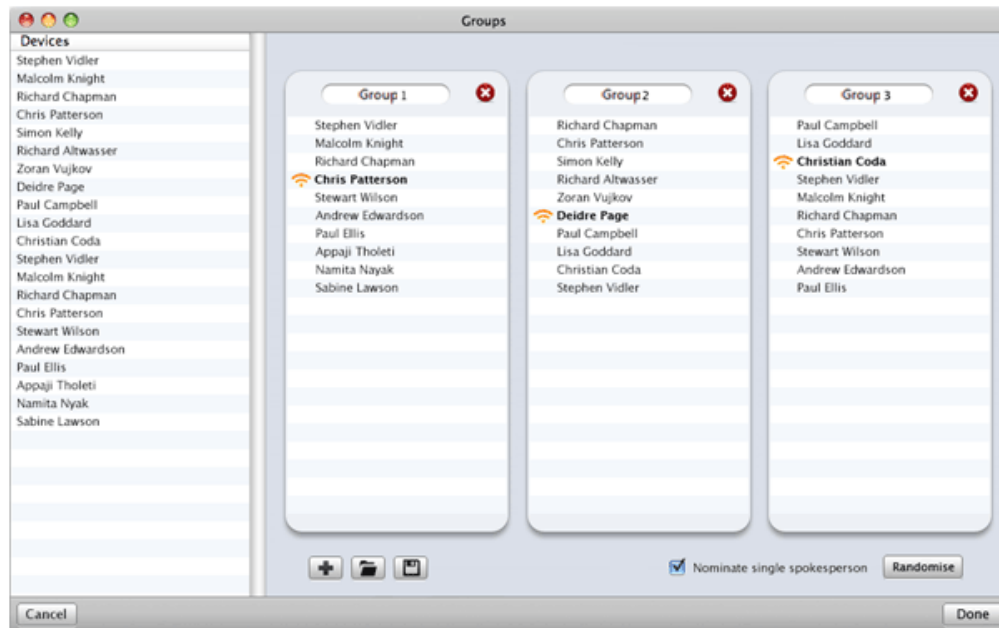 Groups
Devices
Stephen Vidler
Malcolm Knight
Richard Chapman
Chris Patterson
Simon Kelly
Richard Altwasser
Zoran Vujkov
Deidre Page
Paul Campbell
Lisa Goddard
Christian Coda
Stephen Vidler
Malcolm Knight
Richard Chapman
Chris Patterson
Stewart Wilson
Andrew Edwardson
Paul Ellis
Appaji Tholeti
Namita Nyak
Sabine Lawson
Group 1
Stephen Vidler
Malcolm Knight
Richard Chapman
Chris Patterson
Stewart Wilson
Andrew Edwardson
Paul Ellis
Appaji Tholeti
Namita Nayak
Sabine Lawson
Group2
Richard Chapman
Chris Patterson
Simon Kelly
Richard Altwasser
Zoran Vujkov
Deidre Page
Paul Campbell
Lisa Goddard
Christian Coda
Stephen Vidler
Group 3
Paul Campbell
Lisa Goddard
Christian Coda
Stephen Vidler
Malcolm Knight
Richard Chapman
Chris Patterson
Stewart Wilson
Andrew Edwardson
Paul Ellis
Nominate single spokesperson
Randomise
Cancel
Done